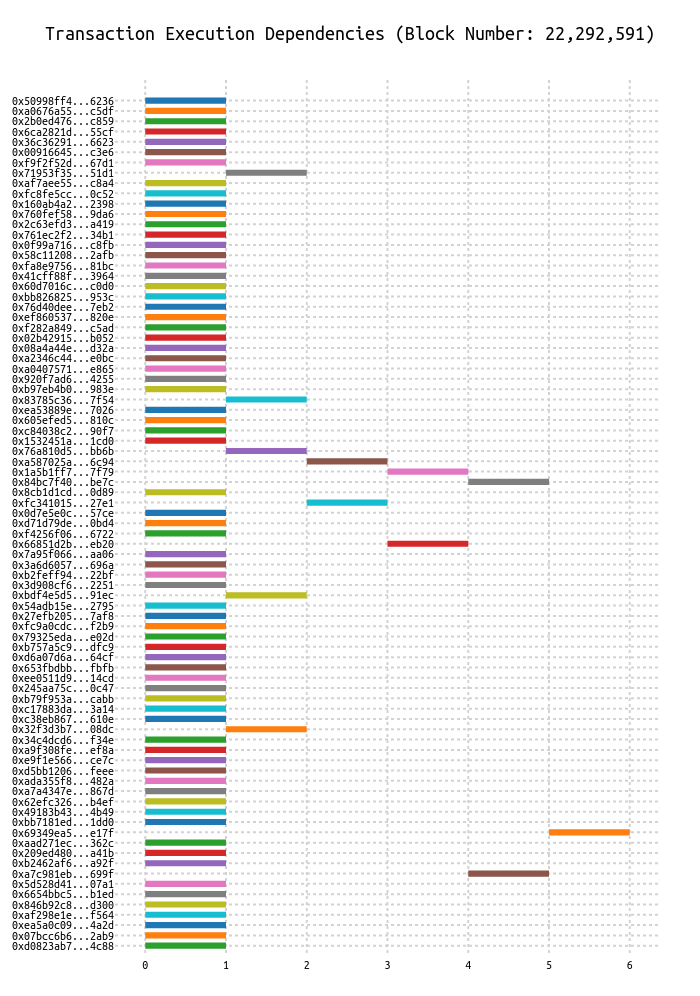 Transaction Execution Dependencies (Block Number: 22,292,591)
0x50998ff4...6236
0xa0676a55...c5df
0x2b0ed476...c859
0x6ca2821d...55cf
0x36c36291...6623
0x00916645...c3e6
0xf9f2f52d...67d1
0x71953f35...51d1
0xaf7aee55...c8a4
0xfc8fe5cc...0c52
0x160ab4a2...2398
0x760fef58...9da6
0x2c63efd3...a419
0x761ec2f2...34b1
0x0f99a716...c8fb
0x58c11208...2afb
0xfa8e9756...81bc
0x41cff88f...3964
0x60d7016c...c0d0
0xbb826825...953c
0x76d40dee...7eb2
0xef860537...820e
0xf282a849...c5ad
0x02b42915...b052
0x08a4a44e...d32a
0xa2346c44...e0bc
0xa0407571...e865
0x920f7ad6...4255
0xb97eb4b0...983e
0x83785c36...7f54
0xea53889e...7026
0x605efed5...810c
0xc84038c2...90f7
0x1532451a...1cd0
0x76a810d5...bb6b
0xa587025a...6c94
0x1a5b1ff7...7f79
0x84bc7f40...be7c
0x8cb1d1cd...0d89
0xfc341015...27e1
0x0d7e5e0c...57ce
0xd71d79de...0bd4
0xf4256f06...6722
0x66851d2b...eb20
0x7a95f066...aa06
0x3a6d6057...696a
0xb2feff94...22bf
0x3d908cf6...2251
0xbdf4e5d5...91ec
0x54adb15e...2795
0x27efb205...7af8
0xfc9a0cdc...f2b9
0x79325eda...e02d
0xb757a5c9...dfc9
0xd6a07d6a...64cf
0x653fbdbb...fbfb
0xee0511d9...14cd
0x245aa75c...0c47
0xb79f953a...cabb
0xc17883da...3a14
0xc38eb867...610e
0x32f3d3b7...08dc
0x34c4dcd6...f34e
0xa9f308fe...ef8a
0xe9f1e566...ce7c
0xd5bb1206...feee
0xada355f8...482a
0xa7a4347e...867d
0x62efc326...b4ef
0x49183b43...4b49
0xbb7181ed...1dd0
0x69349ea5...e17f
0xaad271ec...362c
0x209ed480...a41b
0xb2462af6...a92f
0xa7c981eb...699f
0x5d528d41...07a1
0x6654bbc5...b1ed
0x846b92c8...d300
0xaf298e1e...f564
0xea5a0c09...4a2d
0x07bcc6b6...2ab9
0xd0823ab7...4c88
0 1 2 3 4 5 6